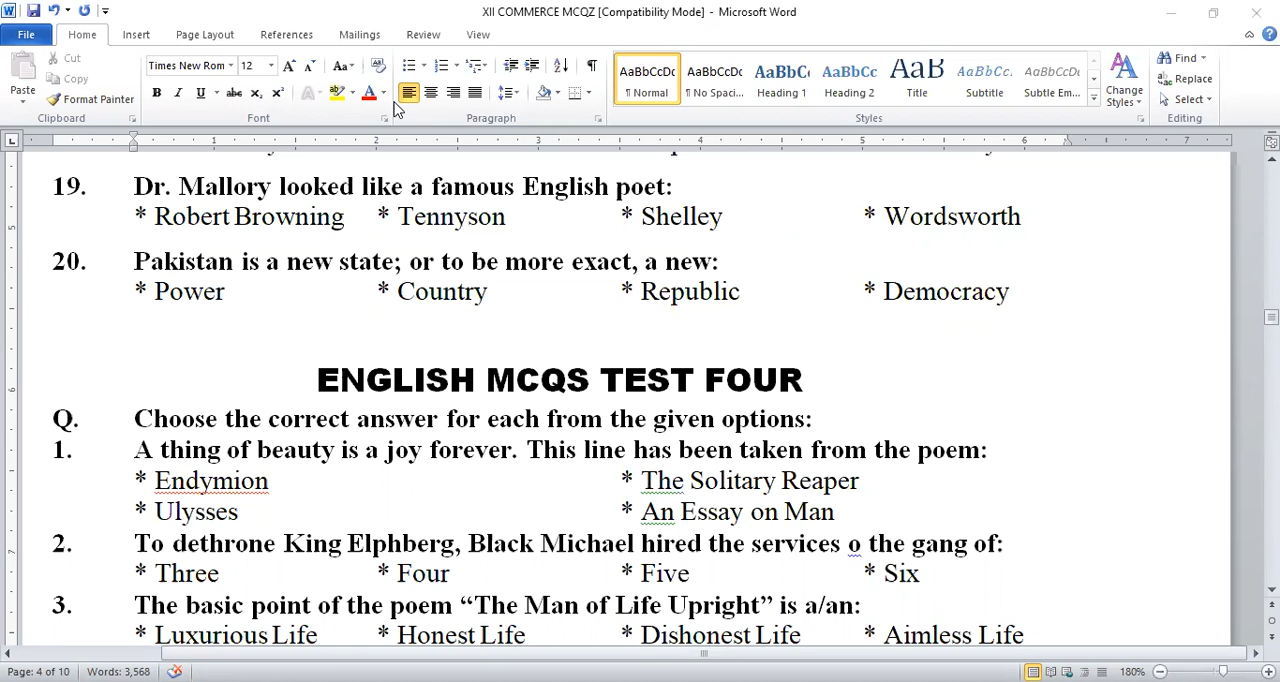 XII COMMERCE MCQZ [Compatibility Mode] - Microsoft Word
File Home Insert Page Layout References Mailings Review View
Paste Cut Copy Format Painter Clipboard
Times New Rom 12 Font
Paragraph
AaBbCcDc AaBbCcDc AaBbC AaBbCc AaB AaBbCc. AaBbCcDc
¶ Normal ¶ No Spaci... Heading 1 Heading 2 Title Subtitle Subtle Em...
Styles
Change Styles
Find Replace Select Editing
19. Dr. Mallory looked like a famous English poet:
* Robert Browning * Tennyson * Shelley * Wordsworth
20. Pakistan is a new state; or to be more exact, a new:
* Power * Country * Republic * Democracy
ENGLISH MCQS TEST FOUR
Q. Choose the correct answer for each from the given options:
1. A thing of beauty is a joy forever. This line has been taken from the poem:
* Endymion * The Solitary Reaper
* Ulysses * An Essay on Man
2. To dethrone King Elphberg, Black Michael hired the services o the gang of:
* Three * Four * Five * Six
3. The basic point of the poem “The Man of Life Upright” is a/an:
* Luxurious Life * Honest Life * Dishonest Life * Aimless Life
Page: 4 of 10 Words: 3,568 180%